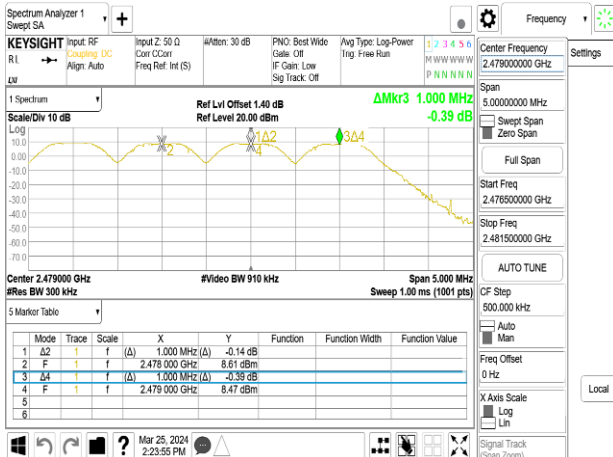 Spectrum Analyzer 1
Swept SA
+
Frequency
KEYSIGHT
RL
Input: RF
Coupling: DC
Align: Auto
Input Z: 50 Ω
Corr CCorr
Freq Ref: Int (S)
#Atten: 30 dB
PNO: Best Wide
Gate: Off
IF Gain: Low
Sig Track: Off
Avg Type: Log-Power
Trig: Free Run
1 2 3 4 5 6
M W W W W W
P N N N N N
1 Spectrum
Scale/Div 10 dB
Ref Lvl Offset 1.40 dB
Ref Level 20.00 dBm
ΔMkr3 1.000 MHz
-0.39 dB
Log
10.0
0.00
-10.0
-20.0
-30.0
-40.0
-50.0
-60.0
-70.0
2
1Δ2
4
3Δ4
Center 2.479000 GHz
#Res BW 300 kHz
#Video BW 910 kHz
Span 5.000 MHz
Sweep 1.00 ms (1001 pts)
5 Marker Table
Mode Trace Scale X Y Function Function Width Function Value
1 Δ2 1 f (Δ) 1.000 MHz (Δ) -0.14 dB
2 F 1 f 2.478 000 GHz 8.61 dBm
3 Δ4 1 f (Δ) 1.000 MHz (Δ) -0.39 dB
4 F 1 f 2.479 000 GHz 8.47 dBm
5
6
Mar 25, 2024
2:23:55 PM
?
Center Frequency
2.479000000 GHz
Settings
Span
5.00000000 MHz
Swept Span
Zero Span
Full Span
Start Freq
2.476500000 GHz
Stop Freq
2.481500000 GHz
AUTO TUNE
CF Step
500.000 kHz
Auto
Man
Freq Offset
0 Hz
X Axis Scale
Log
Lin
Local
Signal Track
(Span Zoom)